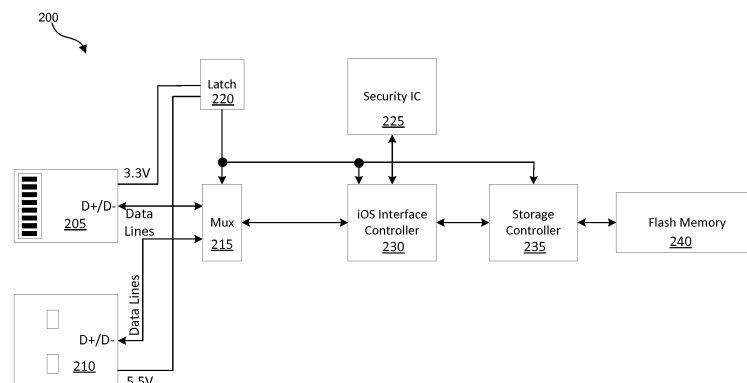 200
Latch
220
Security IC
225
3.3V
D+/D-
205
Data
Lines
Mux
215
iOS Interface
Controller
230
Storage
Controller
235
Flash Memory
240
Data Lines
D+/D-
210
5.5V